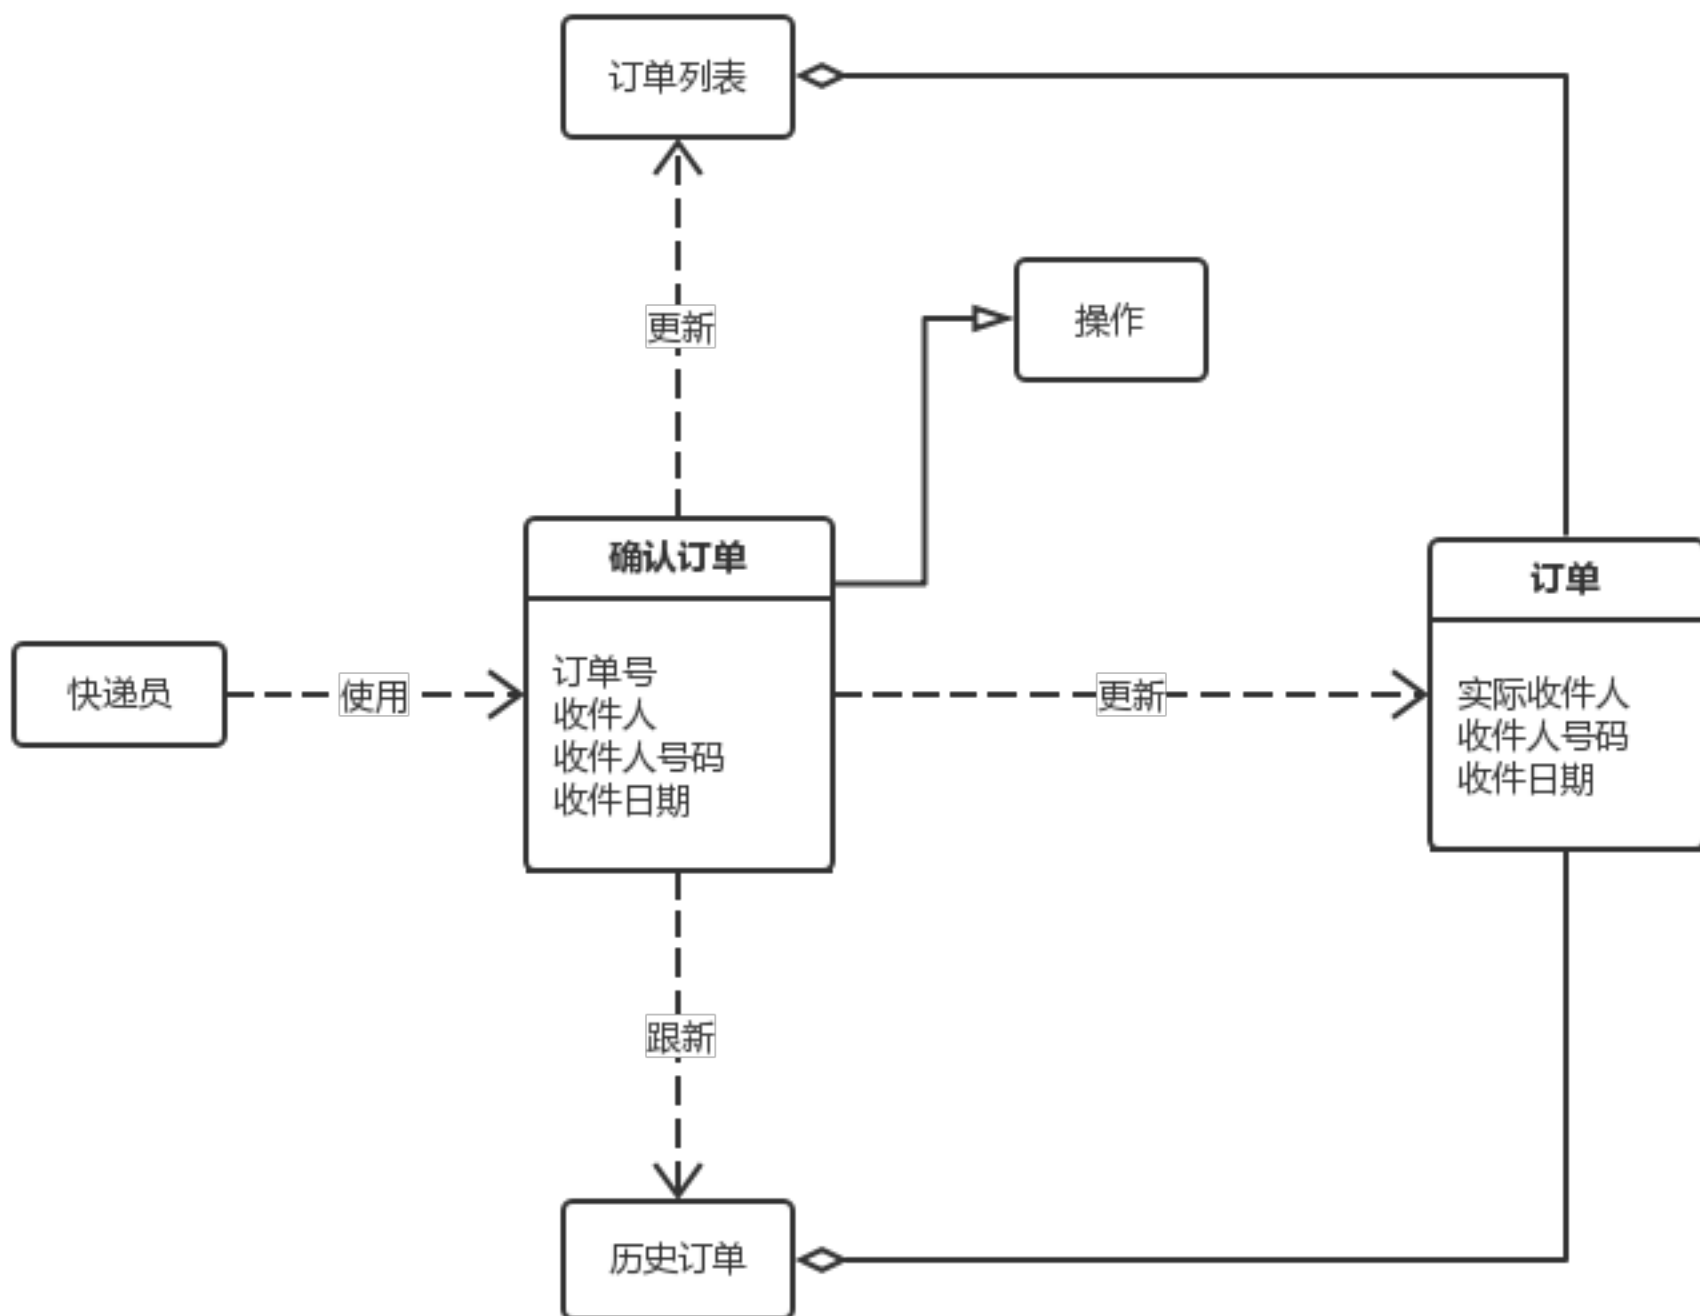 订单列表
更新
操作
确认订单
订单号
收件人
收件人号码
收件日期
快递员
使用
更新
订单
实际收件人
收件人号码
收件日期
跟新
历史订单